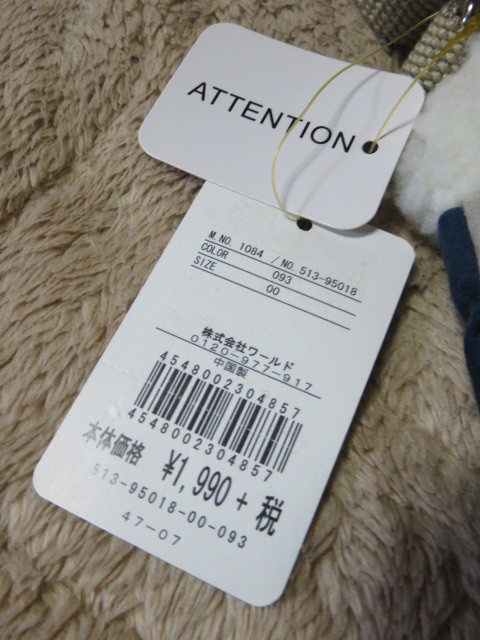 ATTENTION
M.NO. 1084 / NO. 513-95018
COLOR 093
SIZE 00
株式会社ワールド
0120-977-917
中国製
4548002304857
4548002304857
本体価格 ¥1,990 + 税
513-95018-00-093
47-07